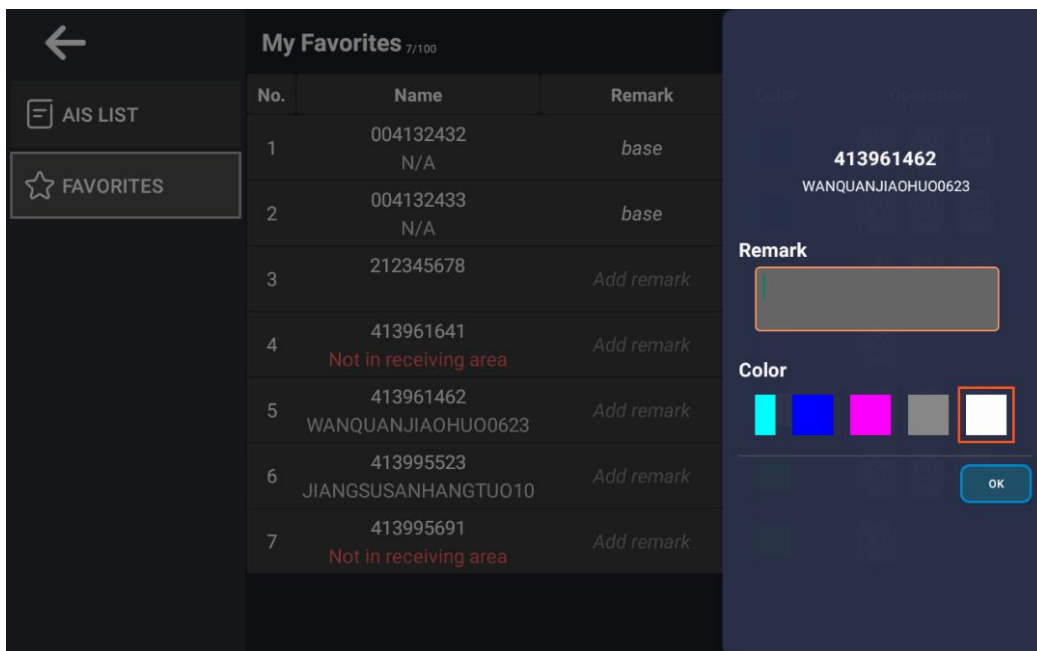 AIS LIST
FAVORITES
My Favorites 7/100
No. Name Remark Color Operation
1 004132432 base
N/A
2 004132433 base
N/A
3 212345678 Add remark
4 413961641 Add remark
Not in receiving area
5 413961462 Add remark
WANQUANJIAOHUO0623
6 413995523 Add remark
JIANGSUSANHANGTUO10
7 413995691 Add remark
Not in receiving area
413961462
WANQUANJIAOHUO0623
Remark
Color
OK